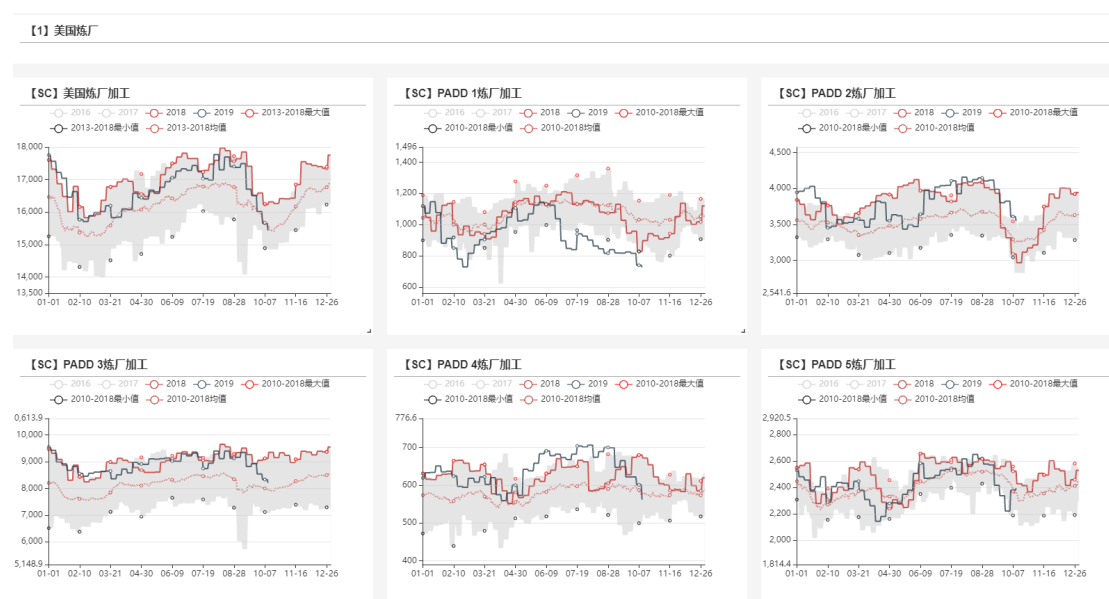 【1】美国炼厂
【SC】美国炼厂加工
2016 2017 2018 2019 2013-2018最大值
2013-2018最小值 2013-2018均值
18,000
17,000
16,000
15,000
14,000
13,500
01-01 02-10 03-21 04-30 06-09 07-19 08-28 10-07 11-16 12-26
【SC】PADD 1炼厂加工
2016 2017 2018 2019 2010-2018最大值
2010-2018最小值 2010-2018均值
1,496
1,400
1,200
1,000
800
600
01-01 02-10 03-21 04-30 06-09 07-19 08-28 10-07 11-16 12-26
【SC】PADD 2炼厂加工
2016 2017 2018 2019 2010-2018最大值
2010-2018最小值 2010-2018均值
4,500
4,000
3,500
3,000
2,541.6
01-01 02-10 03-21 04-30 06-09 07-19 08-28 10-07 11-16 12-26
【SC】PADD 3炼厂加工
2016 2017 2018 2019 2010-2018最大值
2010-2018最小值 2010-2018均值
0,613.9
10,000
9,000
8,000
7,000
6,000
5,148.9
01-01 02-10 03-21 04-30 06-09 07-19 08-28 10-07 11-16 12-26
【SC】PADD 4炼厂加工
2016 2017 2018 2019 2010-2018最大值
2010-2018最小值 2010-2018均值
776.6
700
600
500
400
01-01 02-10 03-21 04-30 06-09 07-19 08-28 10-07 11-16 12-26
【SC】PADD 5炼厂加工
2016 2017 2018 2019 2010-2018最大值
2010-2018最小值 2010-2018均值
2,920.5
2,800
2,600
2,400
2,200
2,000
1,814.4
01-01 02-10 03-21 04-30 06-09 07-19 08-28 10-07 11-16 12-26